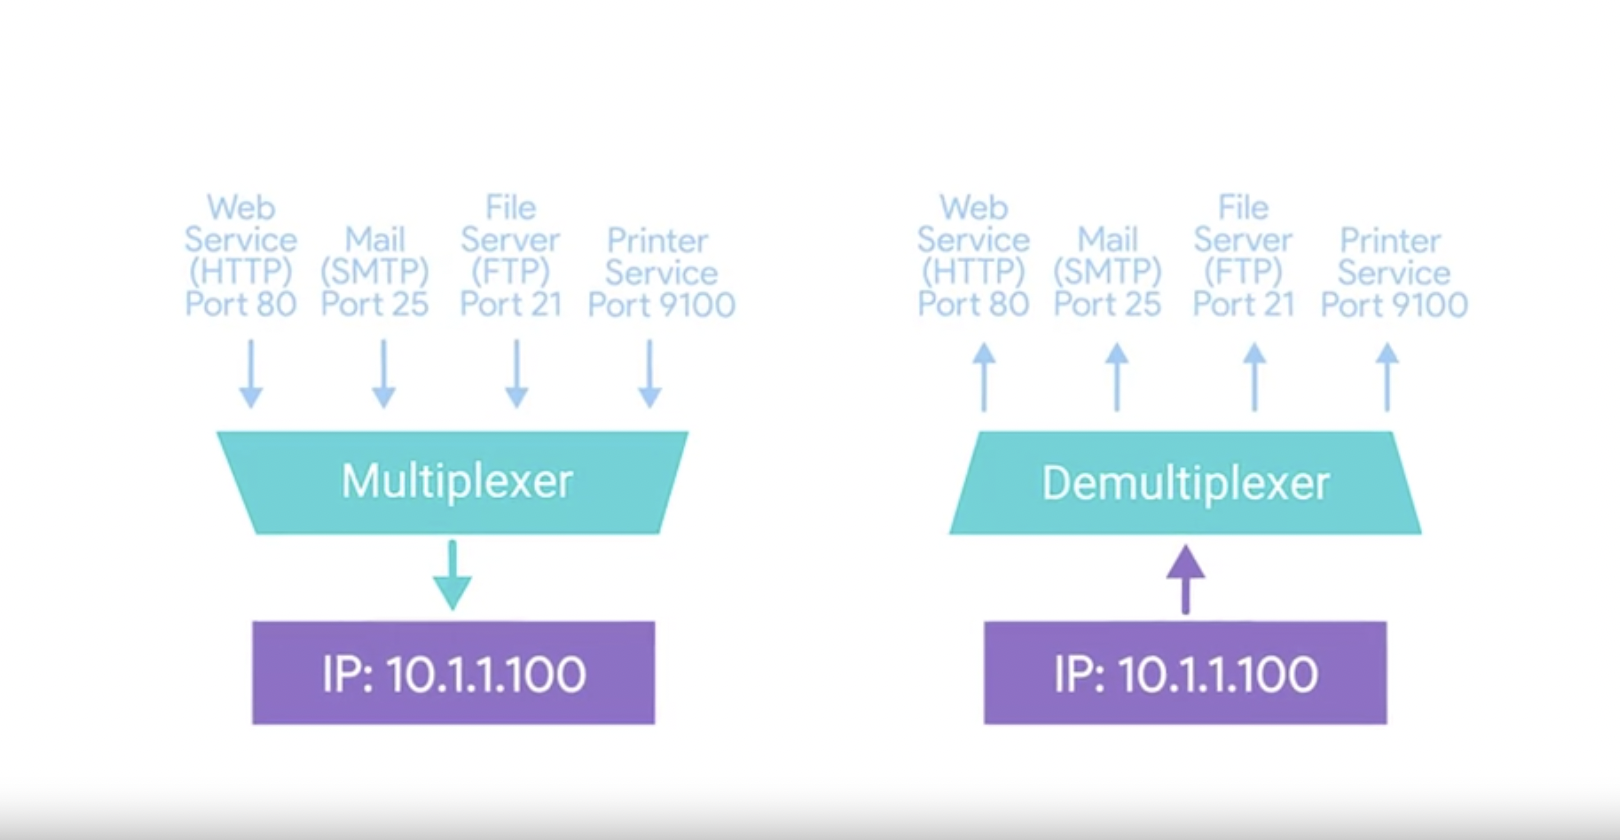 Web
Service
(HTTP)
Port 80
Mail
(SMTP)
Port 25
File
Server
(FTP)
Port 21
Printer
Service
Port 9100
Multiplexer
IP: 10.1.1.100
Web
Service
(HTTP)
Port 80
Mail
(SMTP)
Port 25
File
Server
(FTP)
Port 21
Printer
Service
Port 9100
Demultiplexer
IP: 10.1.1.100